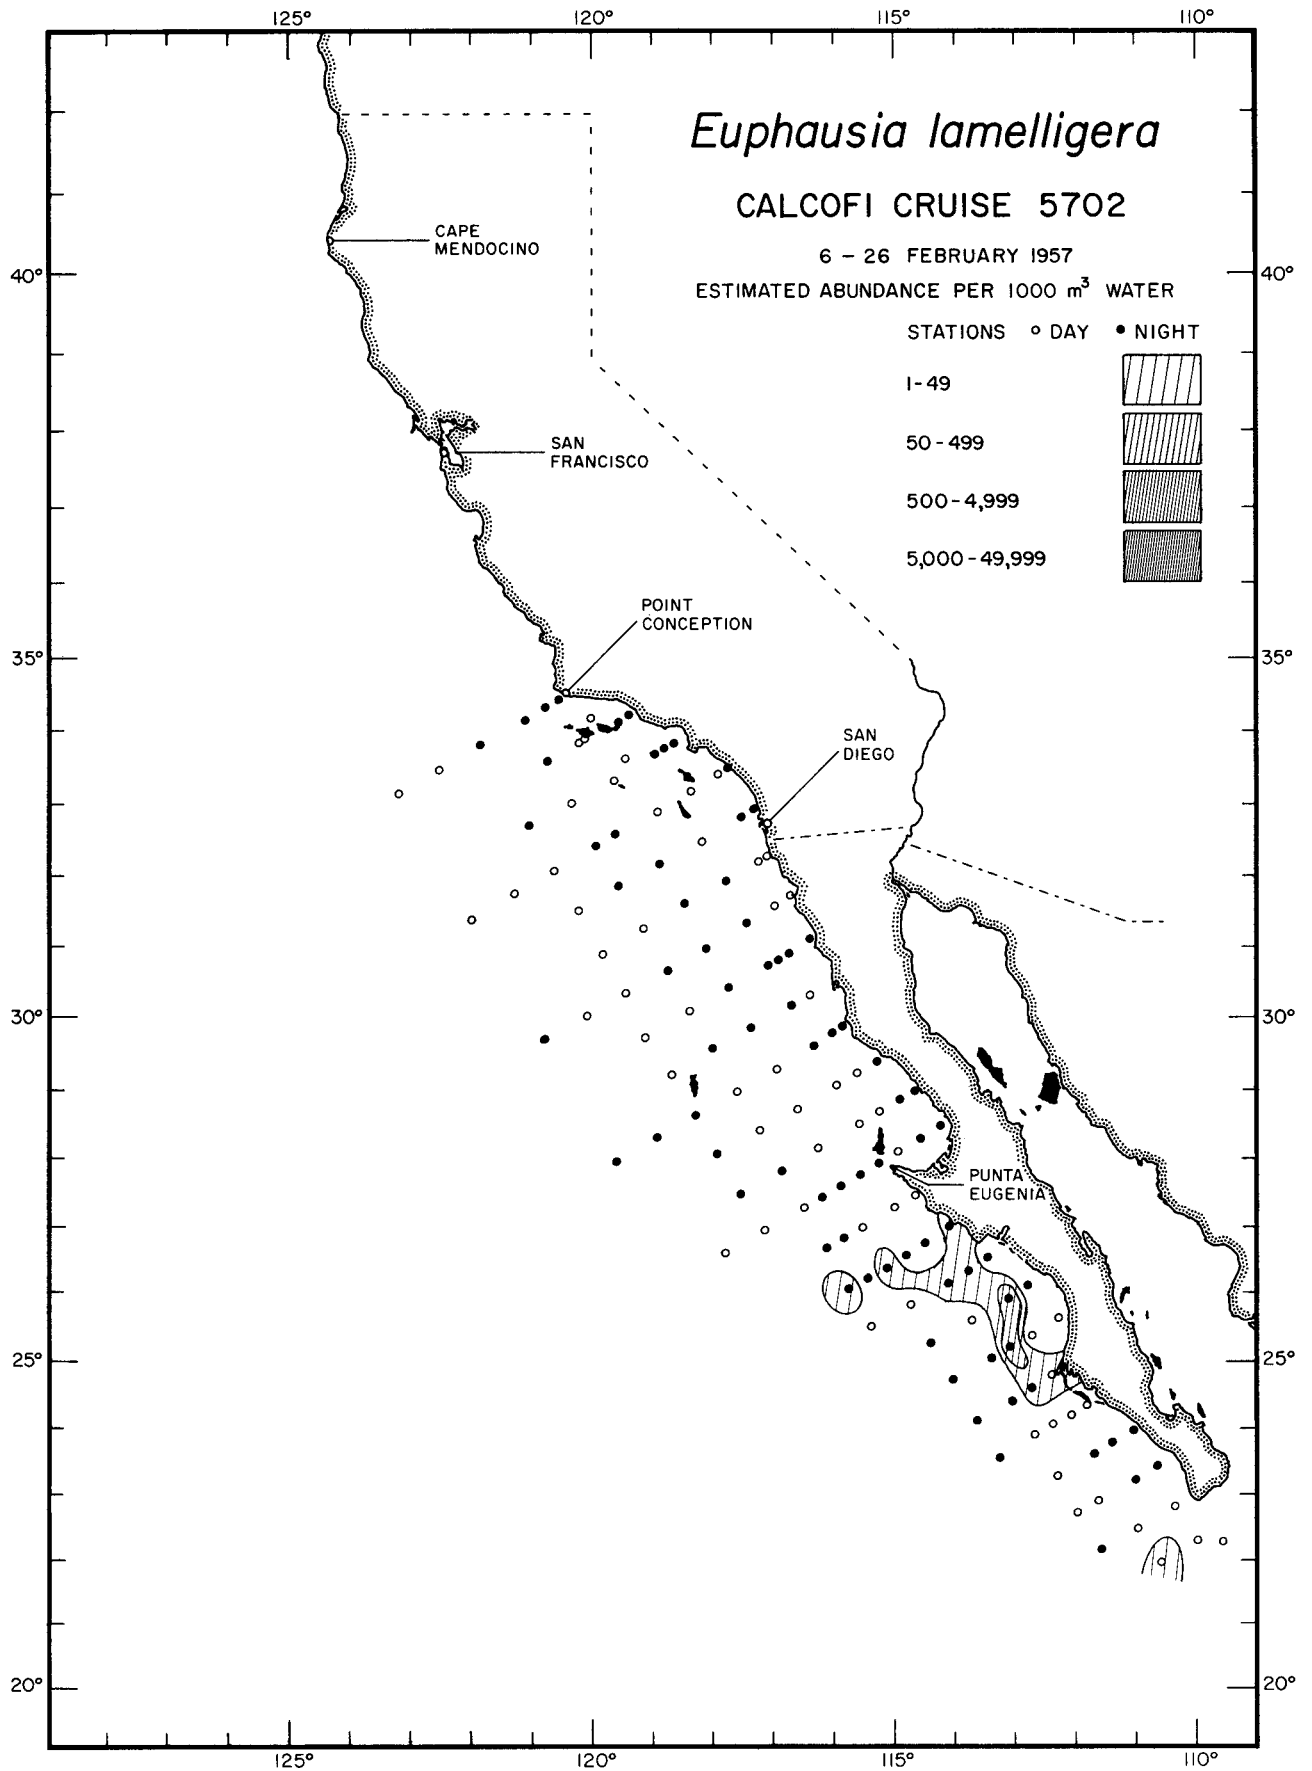 125° 120° 115° 110°
Euphausia lamelligera
CALCOFI CRUISE 5702
6 – 26 FEBRUARY 1957
ESTIMATED ABUNDANCE PER 1000 m³ WATER
STATIONS ○ DAY ● NIGHT
1-49
50-499
500-4,999
5,000-49,999
CAPE
MENDOCINO
40° 40°
SAN
FRANCISCO
POINT
CONCEPTION
35° 35°
SAN
DIEGO
30° 30°
PUNTA
EUGENIA
25° 25°
20° 20°
125° 120° 115° 110°